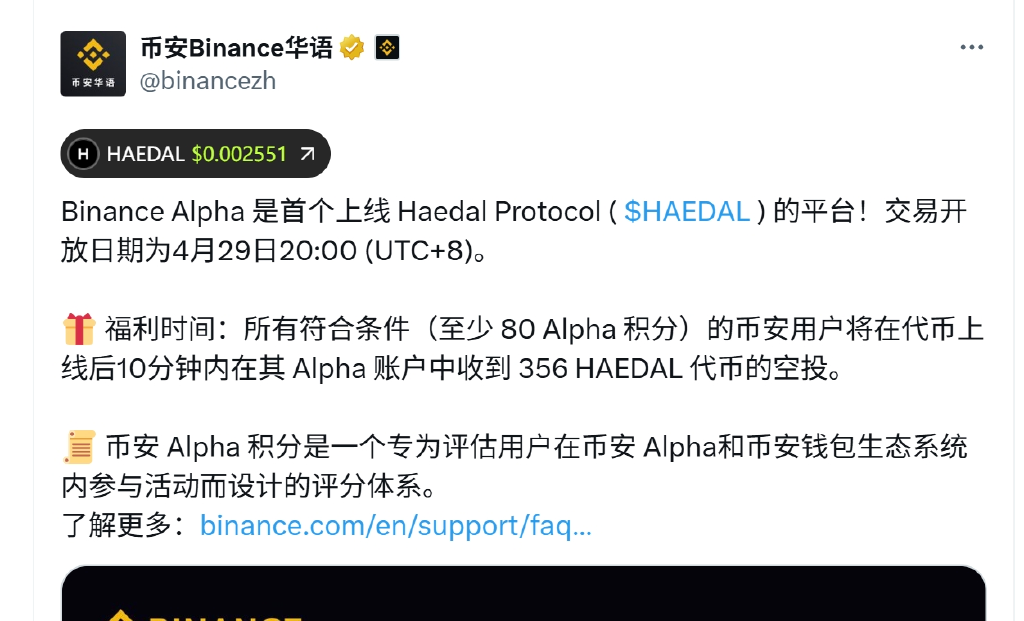 币安Binance华语
币安华语
@binancezh
H HAEDAL $0.002551
Binance Alpha 是首个上线 Haedal Protocol ( $HAEDAL ) 的平台！交易开
放日期为4月29日20:00 (UTC+8)。
福利时间：所有符合条件（至少 80 Alpha 积分）的币安用户将在代币上
线后10分钟内在其 Alpha 账户中收到 356 HAEDAL 代币的空投。
币安 Alpha 积分是一个专为评估用户在币安 Alpha和币安钱包生态系统
内参与活动而设计的评分体系。
了解更多：binance.com/en/support/faq...
BINANCE